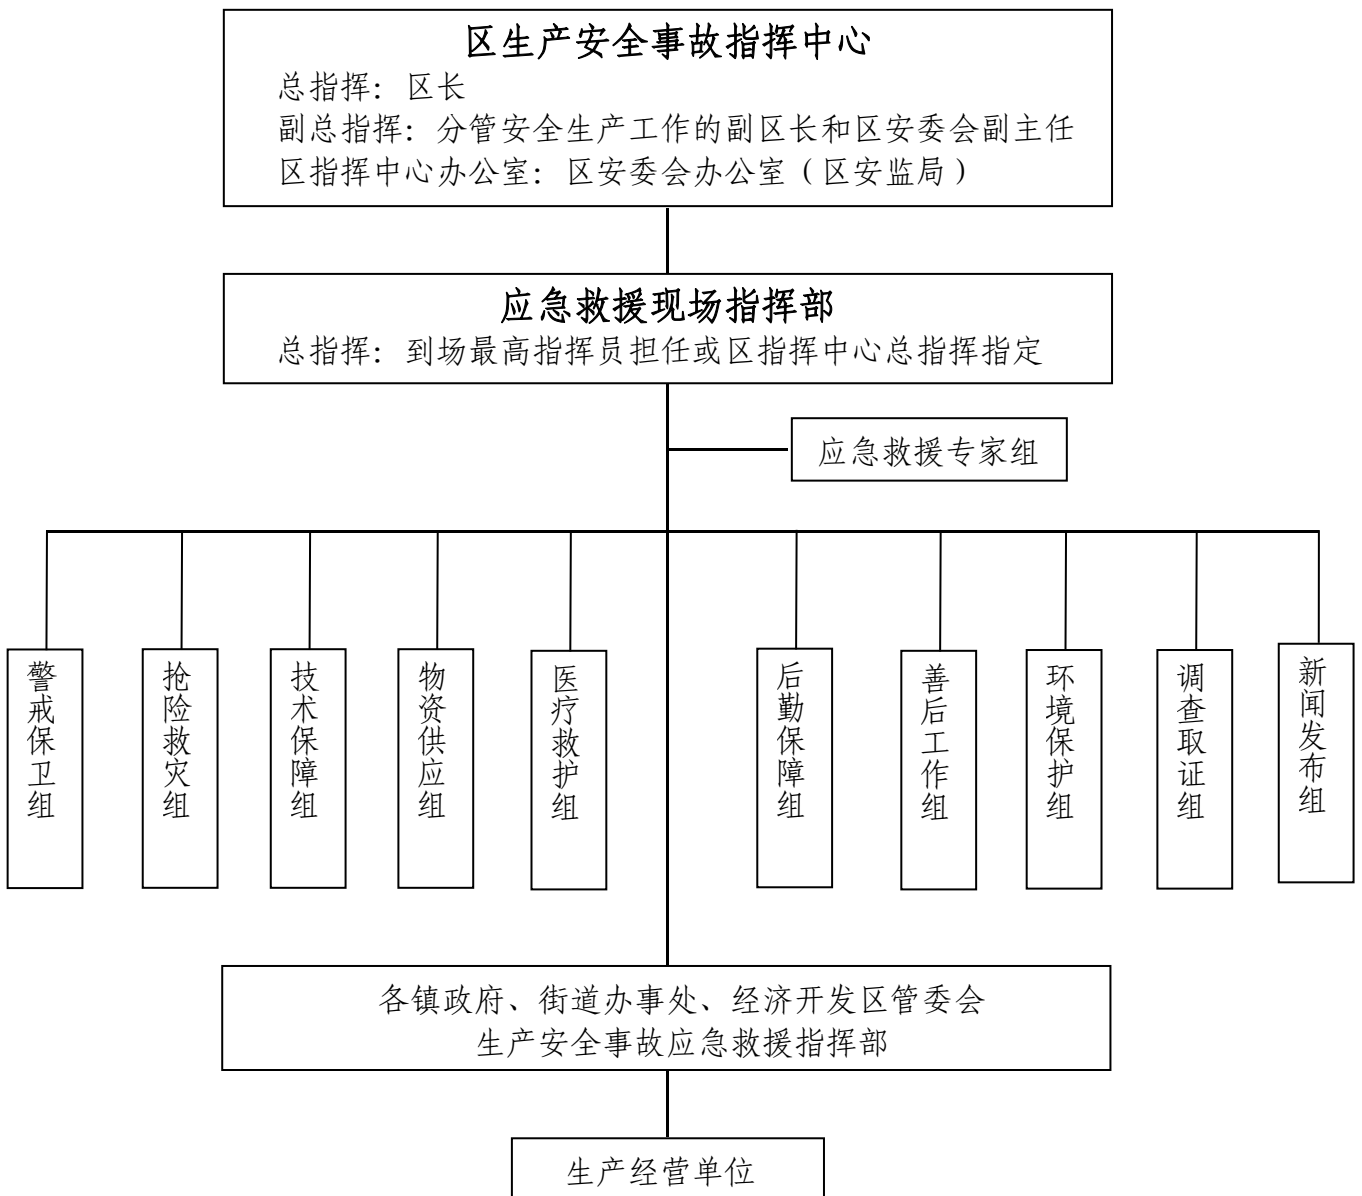 区生产安全事故指挥中心
总指挥：区长
副总指挥：分管安全生产工作的副区长和区安委会副主任
区指挥中心办公室：区安委会办公室（区安监局）
应急救援现场指挥部
总指挥：到场最高指挥员担任或区指挥中心总指挥指定
应急救援专家组
警戒保卫组
抢险救灾组
技术保障组
物资供应组
医疗救护组
后勤保障组
善后工作组
环境保护组
调查取证组
新闻发布组
各镇政府、街道办事处、经济开发区管委会
生产安全事故应急救援指挥部
生产经营单位